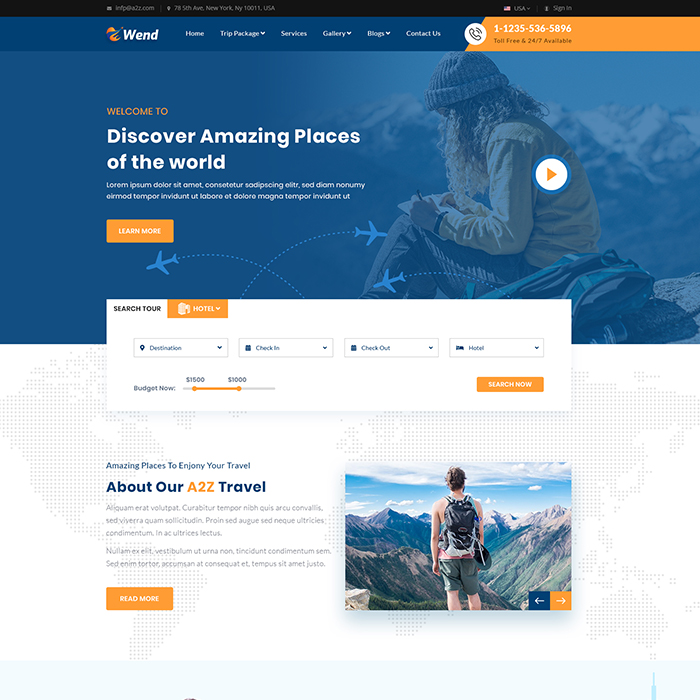 infp@a2z.com
78 5th Ave, New York, Ny 10011, USA
USA
Sign In
Wend
Home
Trip Package
Services
Gallery
Blogs
Contact Us
1-1235-536-5896
Toll Free & 24/7 Available
WELCOME TO
Discover Amazing Places
of the world
Lorem ipsum dolor sit amet, consetetur sadipscing elitr, sed diam nonumy
eirmod tempor invidunt ut labore et dolore magna tempor invidunt ut
LEARN MORE
SEARCH TOUR
HOTEL
Destination
Check In
Check Out
Hotel
$1500
$1000
Budget Now:
SEARCH NOW
Amazing Places To Enjony Your Travel
About Our A2Z Travel
Aliquam erat volutpat. Curabitur tempor nibh quis arcu convallis,
sed viverra quam sollicitudin. Proin sed augue sed neque ultricies
condimentum. In ac ultrices lectus.
Nullam ex elit, vestibulum ut urna non, tincidunt condimentum sem.
Sed enim tortor, accumsan at consequat et, tempus sit amet justo.
READ MORE